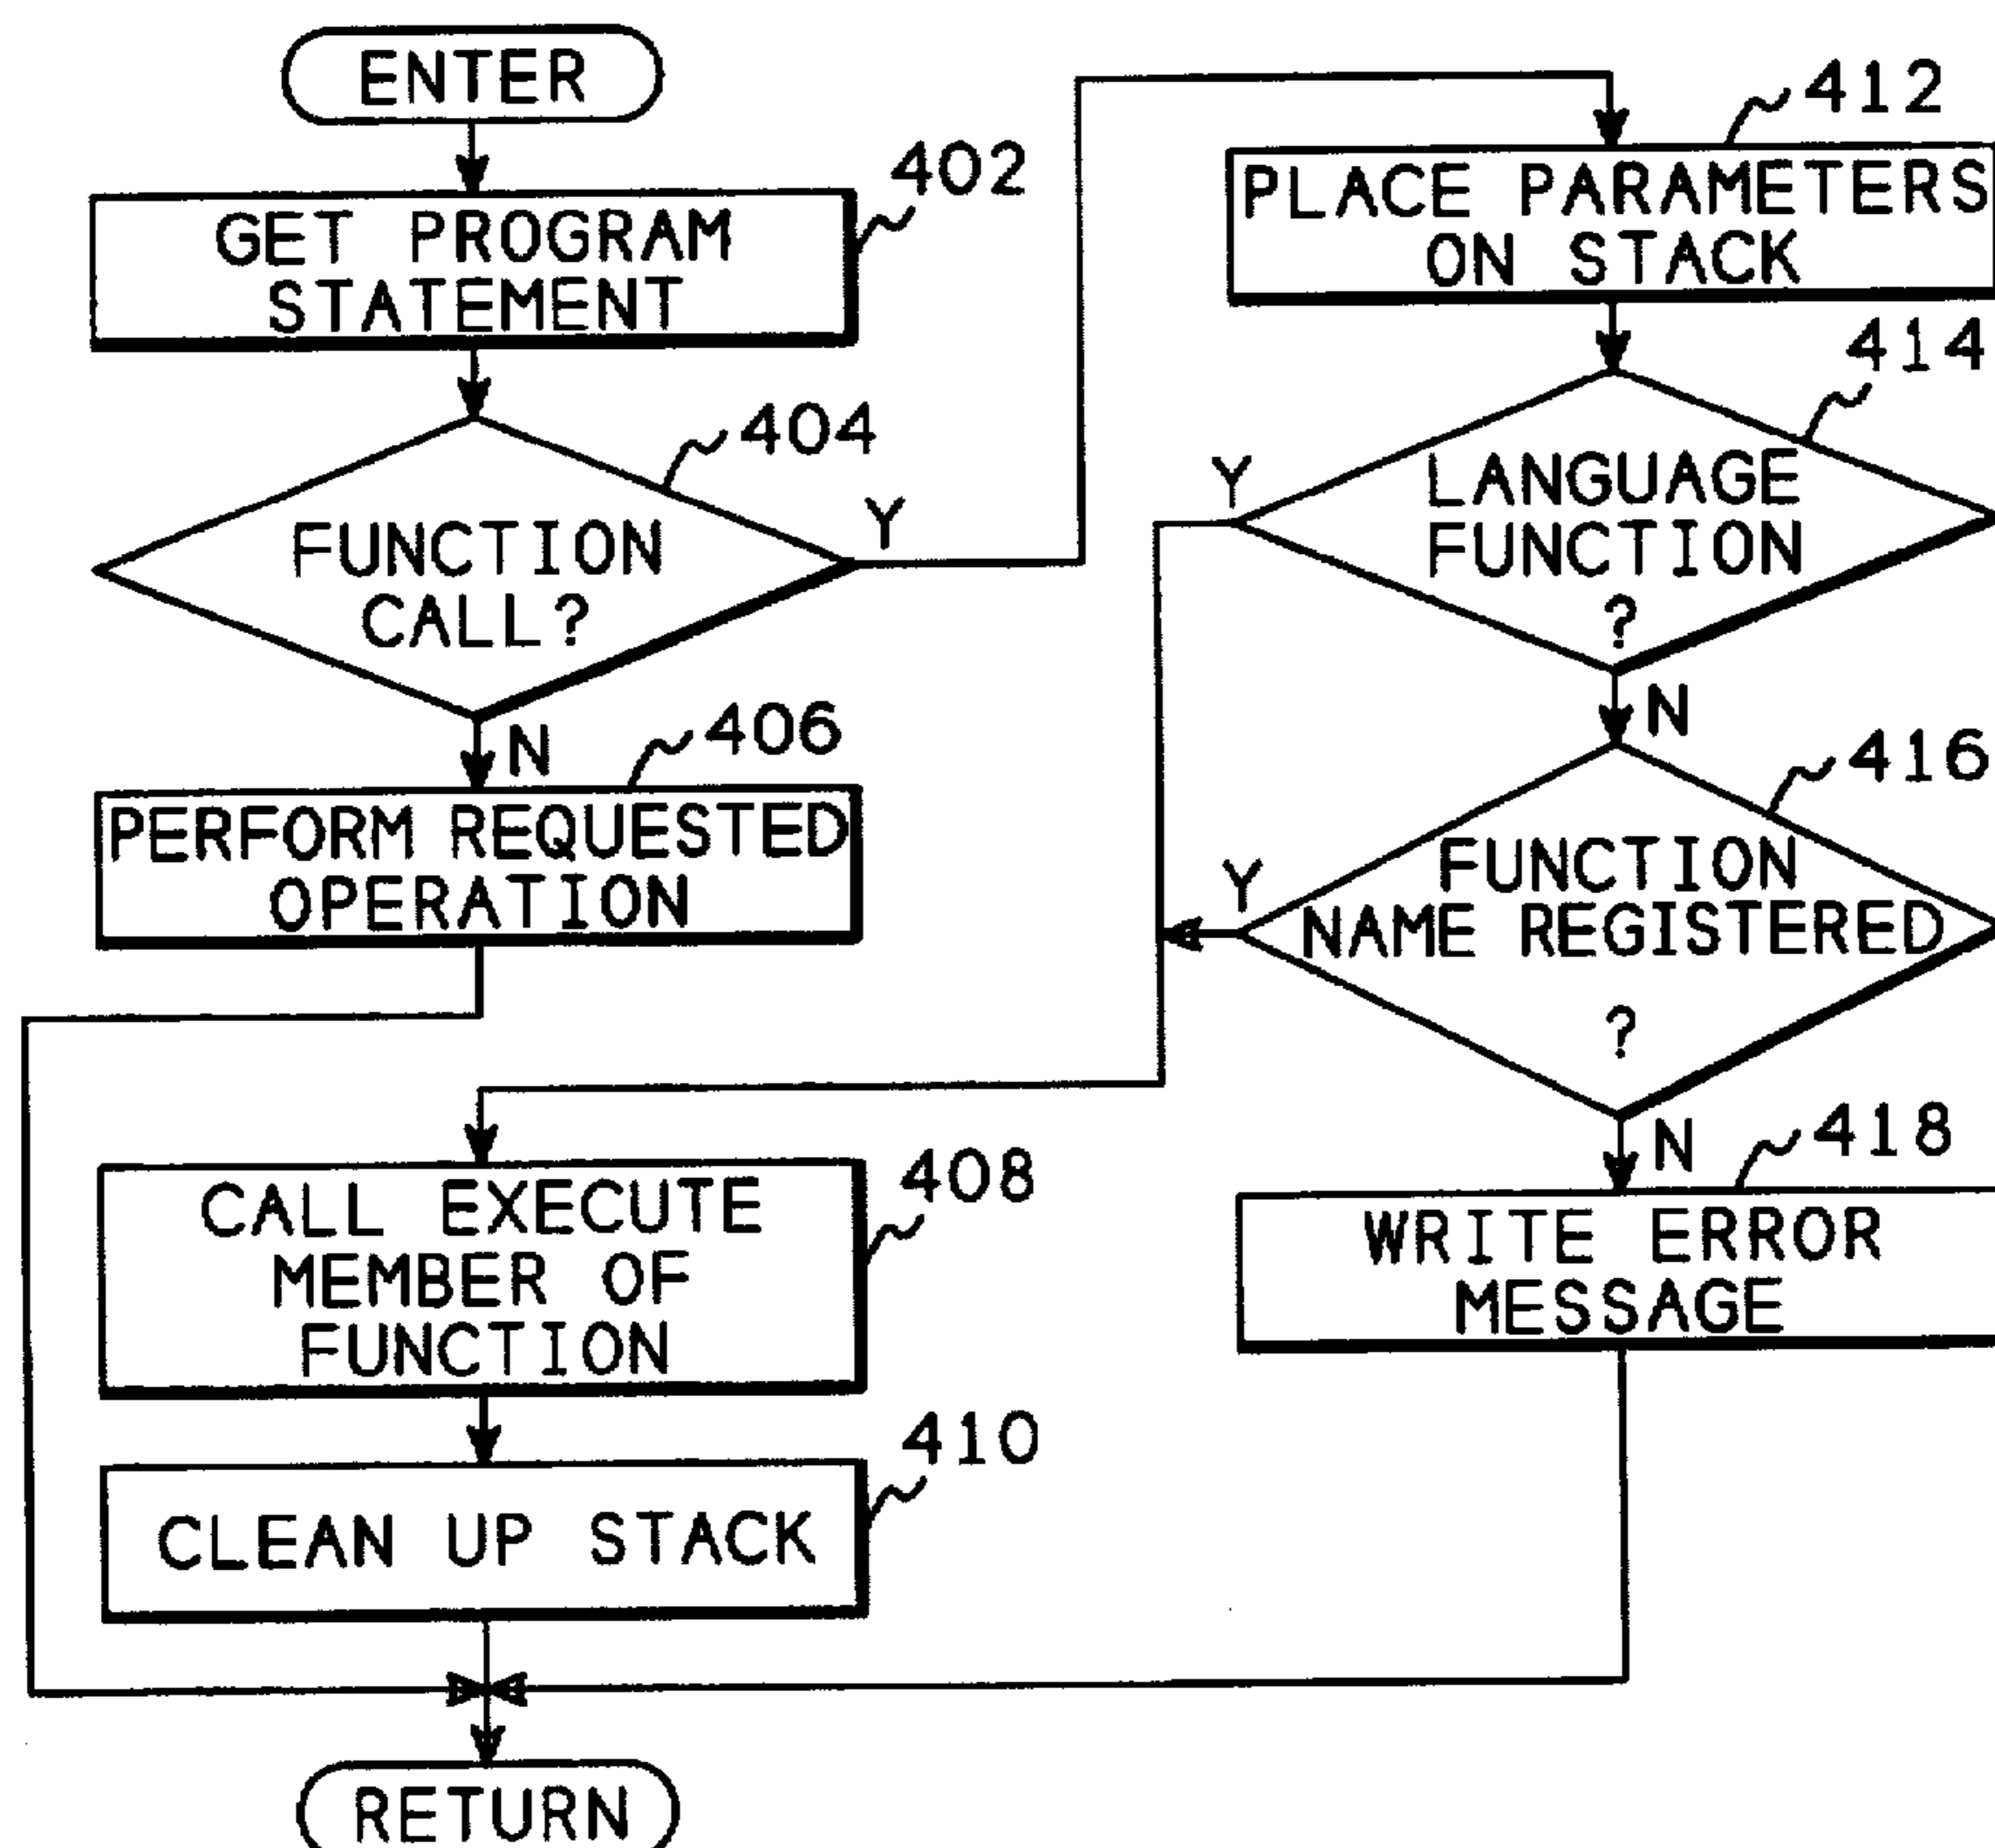 ENTER
402
GET PROGRAM
STATEMENT
404
FUNCTION
CALL?
Y
N
406
PERFORM REQUESTED
OPERATION
408
CALL EXECUTE
MEMBER OF
FUNCTION
410
CLEAN UP STACK
RETURN
412
PLACE PARAMETERS
ON STACK
414
Y
LANGUAGE
FUNCTION
?
N
416
Y
FUNCTION
NAME REGISTERED
?
N
418
WRITE ERROR
MESSAGE